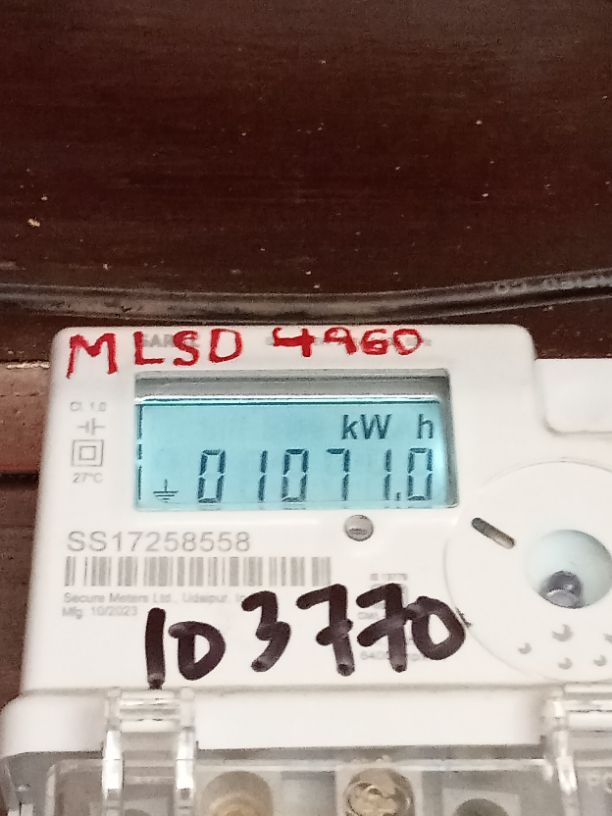 MLSD 4960
Cl. 1.0
kW h
01071.0
27°C
SS17258558
Secure Meters Ltd., Udaipur,
Mfg. 10/2023
103770